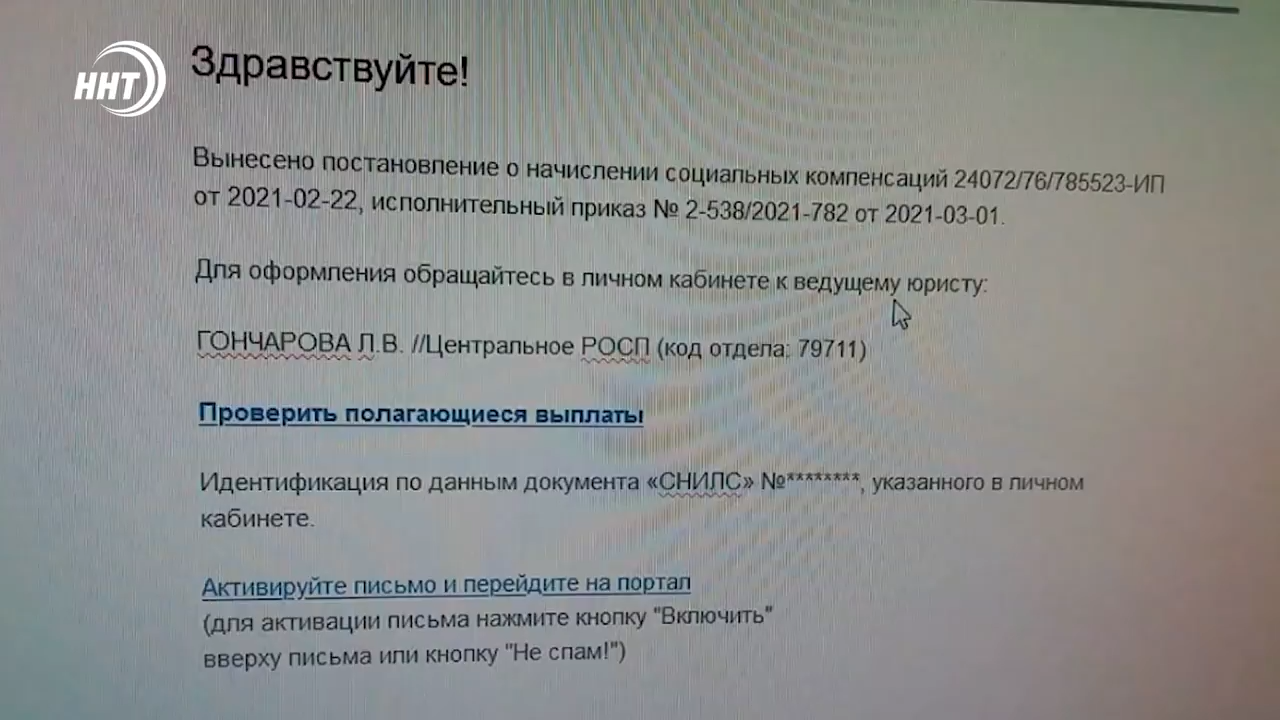 ННТ
Здравствуйте!
Вынесено постановление о начислении социальных компенсаций 24072/76/785523-ИП
от 2021-02-22, исполнительный приказ № 2-538/2021-782 от 2021-03-01.
Для оформления обращайтесь в личном кабинете к ведущему юристу:
ГОНЧАРОВА Л.В. //Центральное РОСП (код отдела: 79711)
Проверить полагающиеся выплаты
Идентификация по данным документа «СНИЛС» №********, указанного в личном
кабинете.
Активируйте письмо и перейдите на портал
(для активации письма нажмите кнопку "Включить"
вверху письма или кнопку "Не спам!")